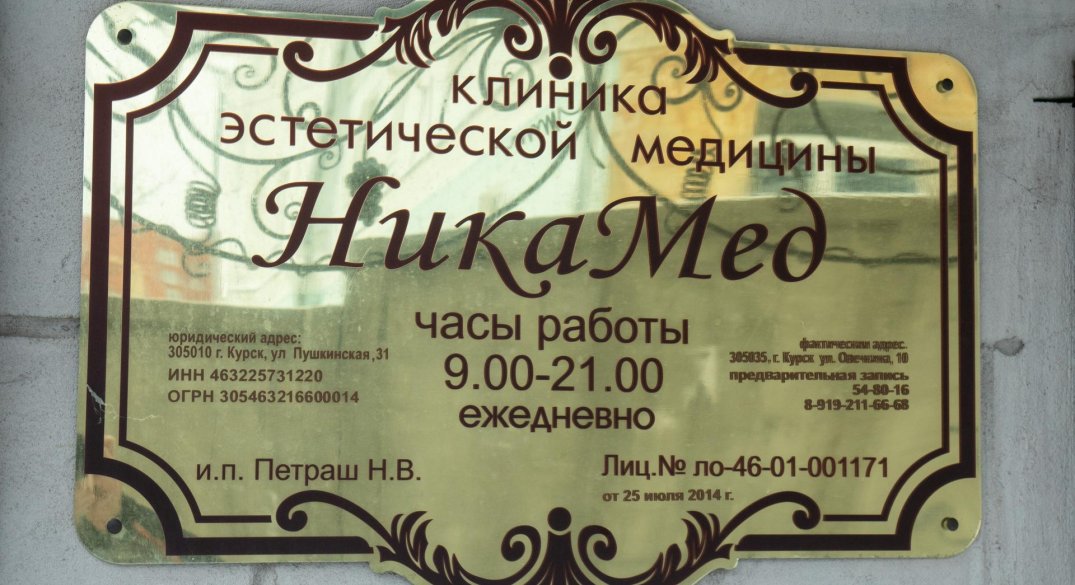 клиника
эстетической медицины
НикаМед
часы работы
9.00-21.00
ежедневно
юридический адрес:
305010 г. Курск, ул Пушкинская,31
ИНН 463225731220
ОГРН 305463216600014
фактический адрес.
305035. г. Курск ул. Овечкина, 10
предварительная запись
54-80-16
8-919-211-66-68
и.п. Петраш Н.В.
Лиц.№ ло-46-01-001171
от 25 июля 2014 г.